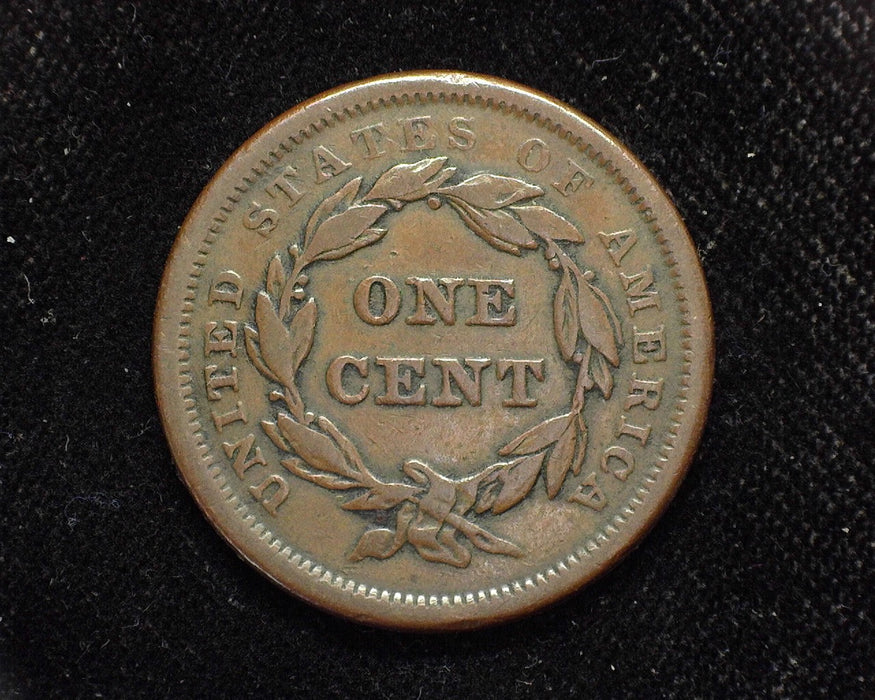 UNITED STATES OF AMERICA
ONE
CENT